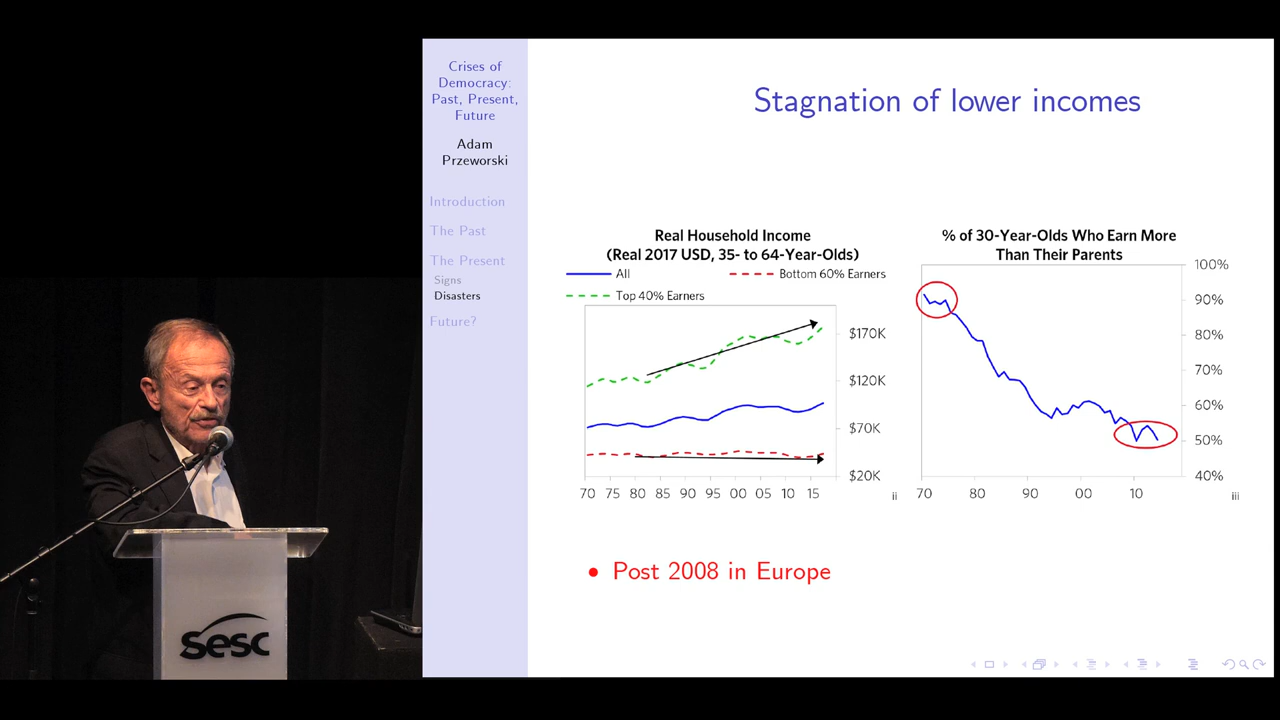 Crises of
Democracy:
Past, Present,
Future
Adam
Przeworski
Introduction
The Past
The Present
Signs
Disasters
Future?
Stagnation of lower incomes
Real Household Income
(Real 2017 USD, 35- to 64-Year-Olds)
All
Bottom 60% Earners
Top 40% Earners
$170K
$120K
$70K
$20K
70 75 80 85 90 95 00 05 10 15
ii
% of 30-Year-Olds Who Earn More
Than Their Parents
100%
90%
80%
70%
60%
50%
40%
70 80 90 00 10
iii
• Post 2008 in Europe
sesc